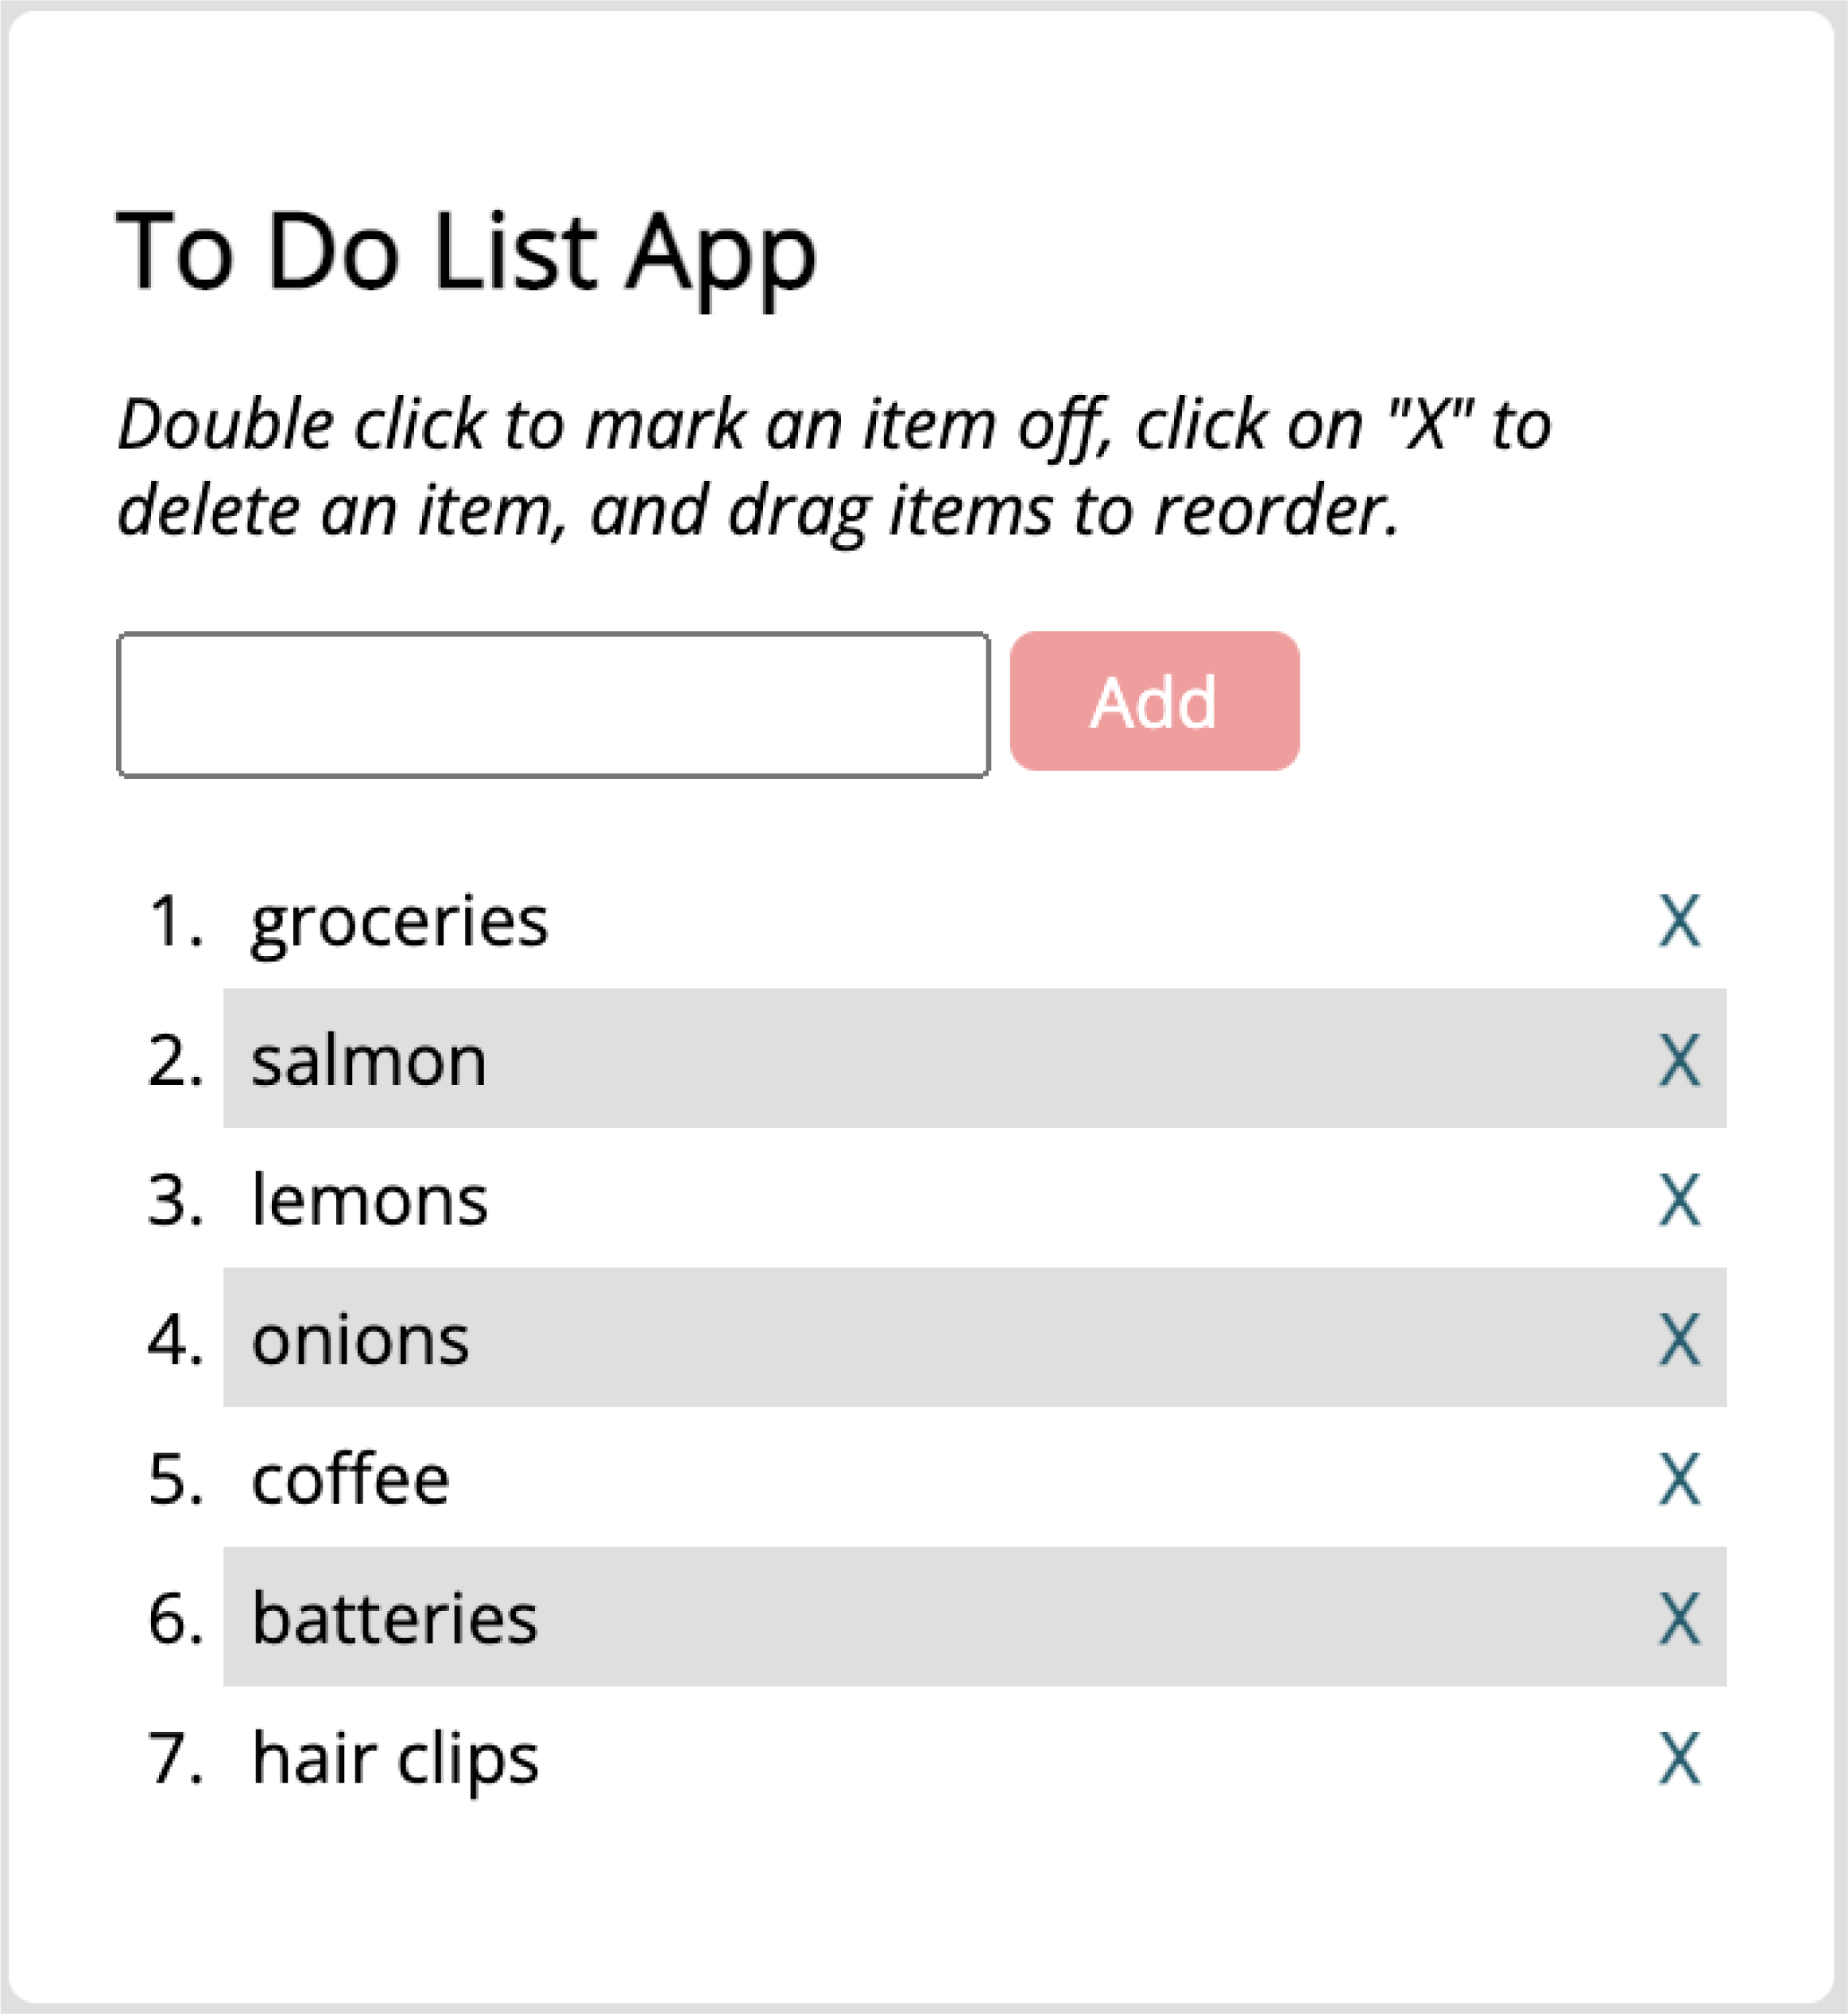 To Do List App
Double click to mark an item off, click on "X" to
delete an item, and drag items to reorder.
Add
1. groceries X
2. salmon X
3. lemons X
4. onions X
5. coffee X
6. batteries X
7. hair clips X